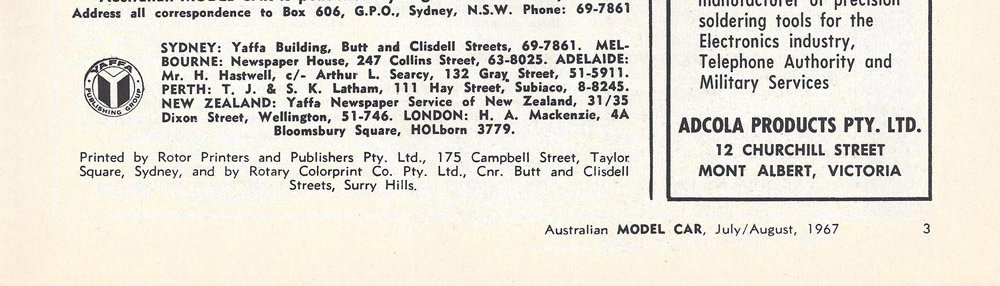 Address all correspondence to Box 606, G.P.O., Sydney, N.S.W. Phone: 69-7861
YAFFA
PUBLISHING GROUP
SYDNEY: Yaffa Building, Butt and Clisdell Streets, 69-7861. MEL-
BOURNE: Newspaper House, 247 Collins Street, 63-8025. ADELAIDE:
Mr. H. Hastwell, c/- Arthur L. Searcy, 132 Gray Street, 51-5911.
PERTH: T. J. & S. K. Latham, 111 Hay Street, Subiaco, 8-8245.
NEW ZEALAND: Yaffa Newspaper Service of New Zealand, 31/35
Dixon Street, Wellington, 51-746. LONDON: H. A. Mackenzie, 4A
Bloomsbury Square, HOLborn 3779.
Printed by Rotor Printers and Publishers Pty. Ltd., 175 Campbell Street, Taylor
Square, Sydney, and by Rotary Colorprint Co. Pty. Ltd., Cnr. Butt and Clisdell
Streets, Surry Hills.
manufacturer of precision
soldering tools for the
Electronics industry,
Telephone Authority and
Military Services
ADCOLA PRODUCTS PTY. LTD.
12 CHURCHILL STREET
MONT ALBERT, VICTORIA
Australian MODEL CAR, July/August, 1967 3